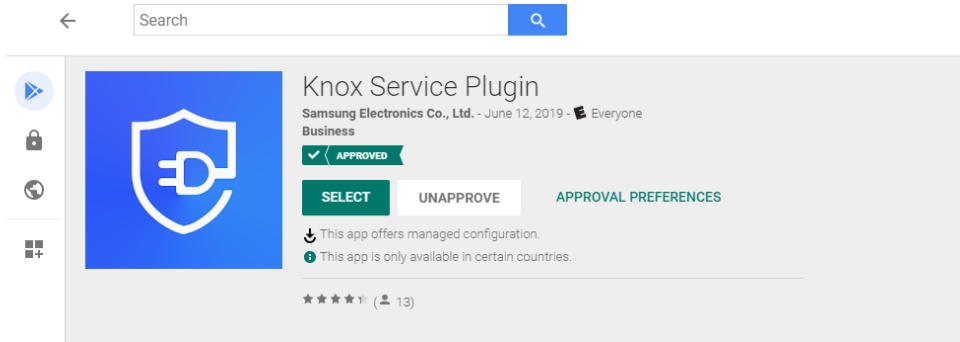 Search
Knox Service Plugin
Samsung Electronics Co., Ltd. - June 12, 2019 - E Everyone
Business
APPROVED
SELECT UNAPPROVE APPROVAL PREFERENCES
This app offers managed configuration.
This app is only available in certain countries.
( 13)